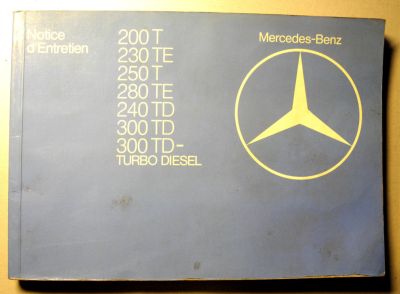 Notice
d'Entretien
200 T
230 TE
250 T
280 TE
240 TD
300 TD
300 TD-
TURBO DIESEL
Mercedes-Benz